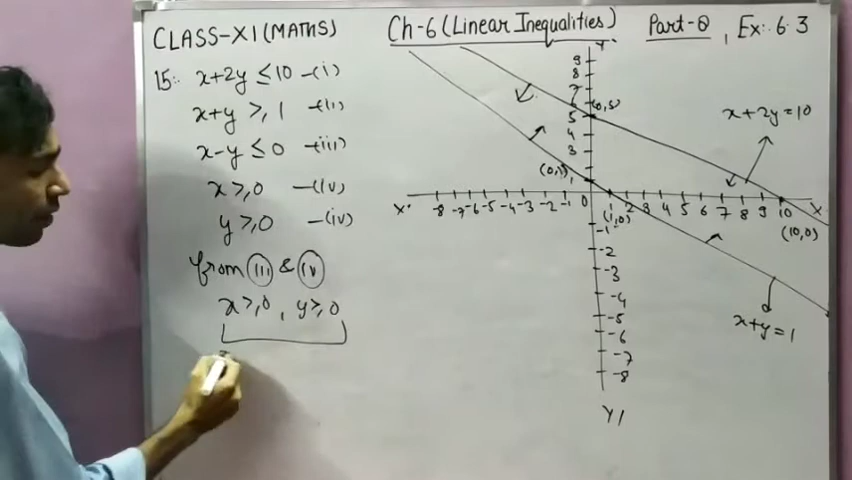 CLASS-XI (MATHS)
Ch-6 (Linear Inequalities)
Part-8, Ex: 6.3
15:. x+2y ≤ 10 -(i)
x+y >, 1 -(ii)
x-y ≤ 0 -(iii)
x >, 0 -(iv)
y >, 0 -(iv)
from (iii) & (iv)
x >, 0, y >, 0
Y
9
8
7
6
5 (0,5)
4
3
(0,1) 1
x+2y=10
X' -8 -7 -6 -5 -4 -3 -2 -1 0 2 3 4 5 6 7 8 9 10 X
(1,0)
(10,0)
-1
-2
-3
-4
-5
-6
-7
-8
x+y=1
Y/